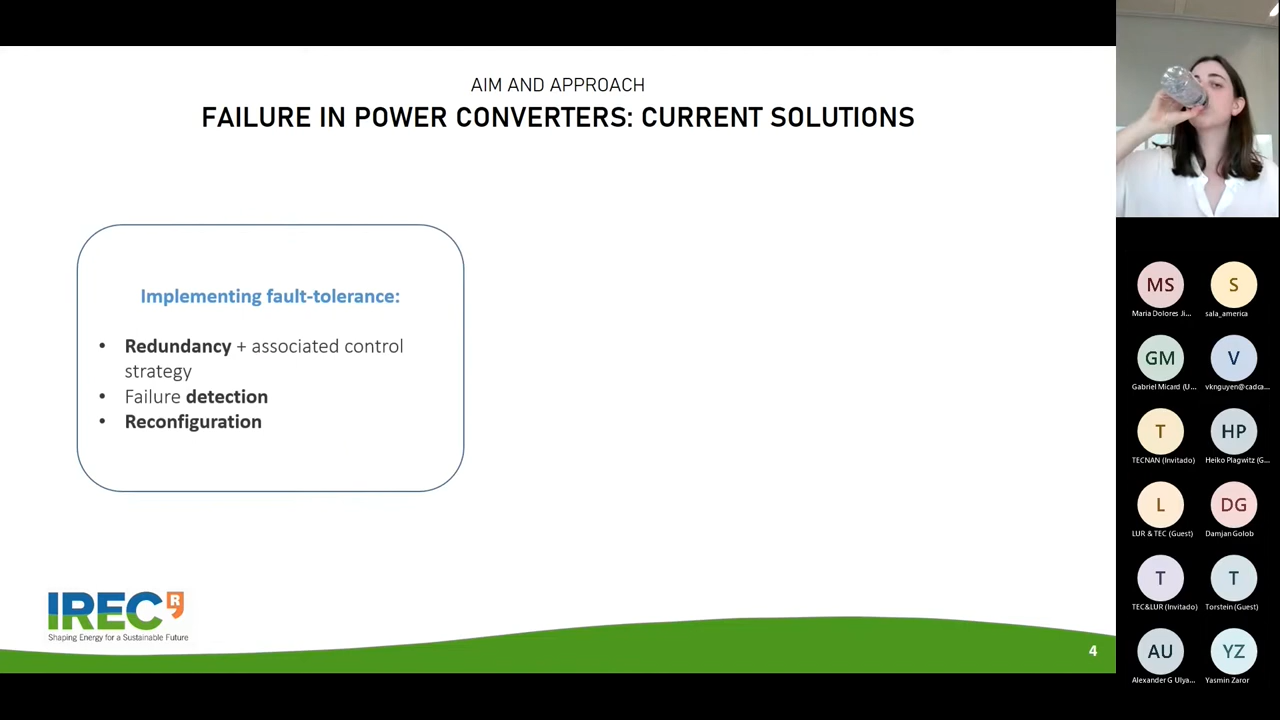 AIM AND APPROACH
FAILURE IN POWER CONVERTERS: CURRENT SOLUTIONS
Implementing fault-tolerance:
• Redundancy + associated control
strategy
• Failure detection
• Reconfiguration
IREC R
Shaping Energy for a Sustainable Future
4
MS
Maria Dolores Ji...
S
sala_america
GM
Gabriel Micard (U...
V
vknguyen@cadca...
T
TECNAN (Invitado)
HP
Heiko Plagwitz (G...
L
LUR & TEC (Guest)
DG
Damjan Golob
T
TEC&LUR (Invitado)
T
Torstein (Guest)
AU
Alexander G Ulya...
YZ
Yasmin Zaror